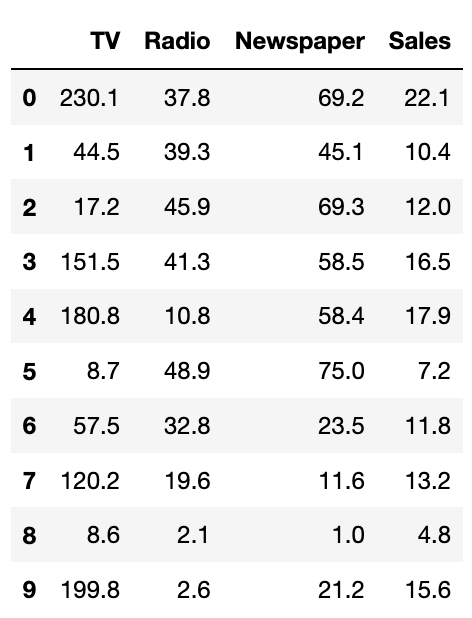 TV Radio Newspaper Sales
0 230.1 37.8 69.2 22.1
1 44.5 39.3 45.1 10.4
2 17.2 45.9 69.3 12.0
3 151.5 41.3 58.5 16.5
4 180.8 10.8 58.4 17.9
5 8.7 48.9 75.0 7.2
6 57.5 32.8 23.5 11.8
7 120.2 19.6 11.6 13.2
8 8.6 2.1 1.0 4.8
9 199.8 2.6 21.2 15.6